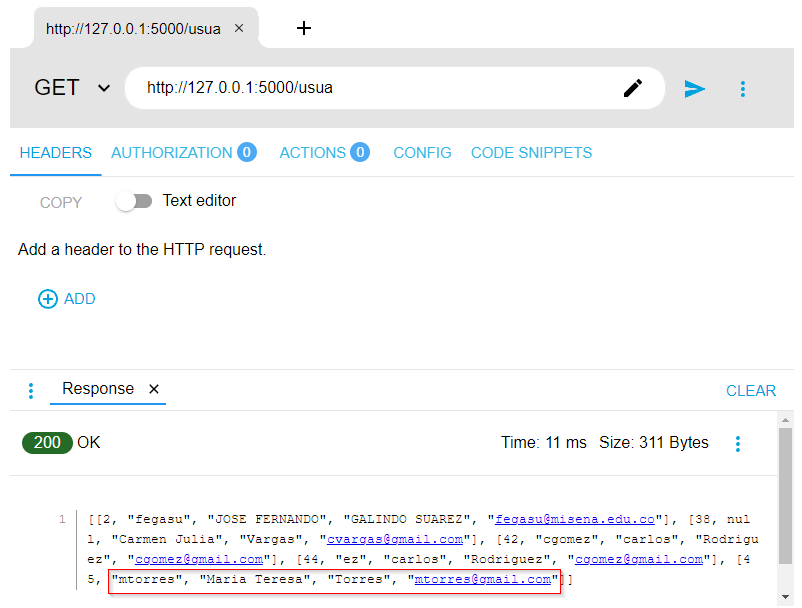 http://127.0.0.1:5000/usua × +
GET http://127.0.0.1:5000/usua
HEADERS AUTHORIZATION 0 ACTIONS 0 CONFIG CODE SNIPPETS
COPY Text editor
Add a header to the HTTP request.
ADD
Response × CLEAR
200 OK Time: 11 ms Size: 311 Bytes
1 [[2, "fegasu", "JOSE FERNANDO", "GALINDO SUAREZ", "fegasu@misena.edu.co"], [38, nul
l, "Carmen Julia", "Vargas", "cvargas@gmail.com"], [42, "cgomez", "carlos", "Rodrigu
ez", "cgomez@gmail.com"], [44, "ez", "carlos", "Rodriguez", "cgomez@gmail.com"], [4
5, "mtorres", "Maria Teresa", "Torres", "mtorres@gmail.com"]]